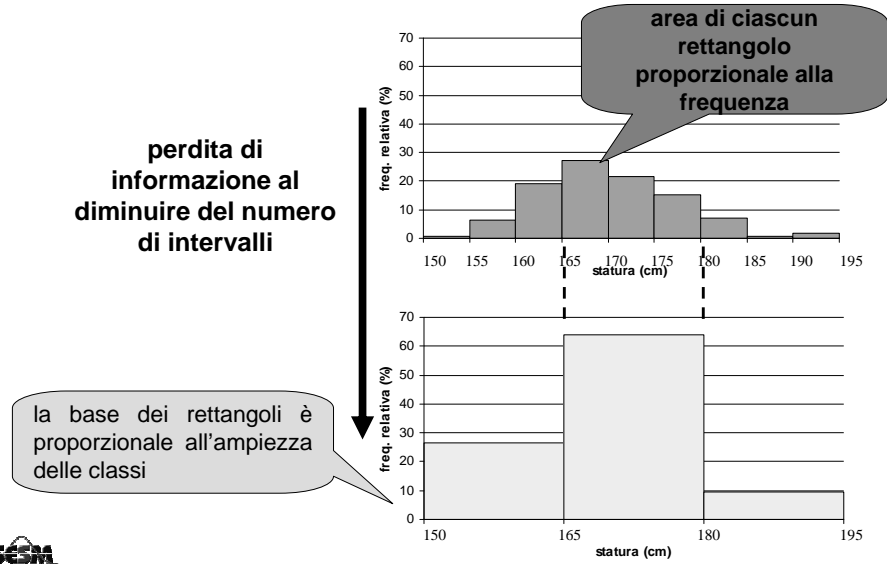 area di ciascun
rettangolo
proporzionale alla
frequenza
70
60
50
40
30
20
10
0
freq. relativa (%)
150 155 160 165 170 175 180 185 190 195
statura (cm)
perdita di
informazione al
diminuire del numero
di intervalli
70
60
50
40
30
20
10
0
freq. relativa (%)
150 165 180 195
statura (cm)
la base dei rettangoli è
proporzionale all'ampiezza
delle classi